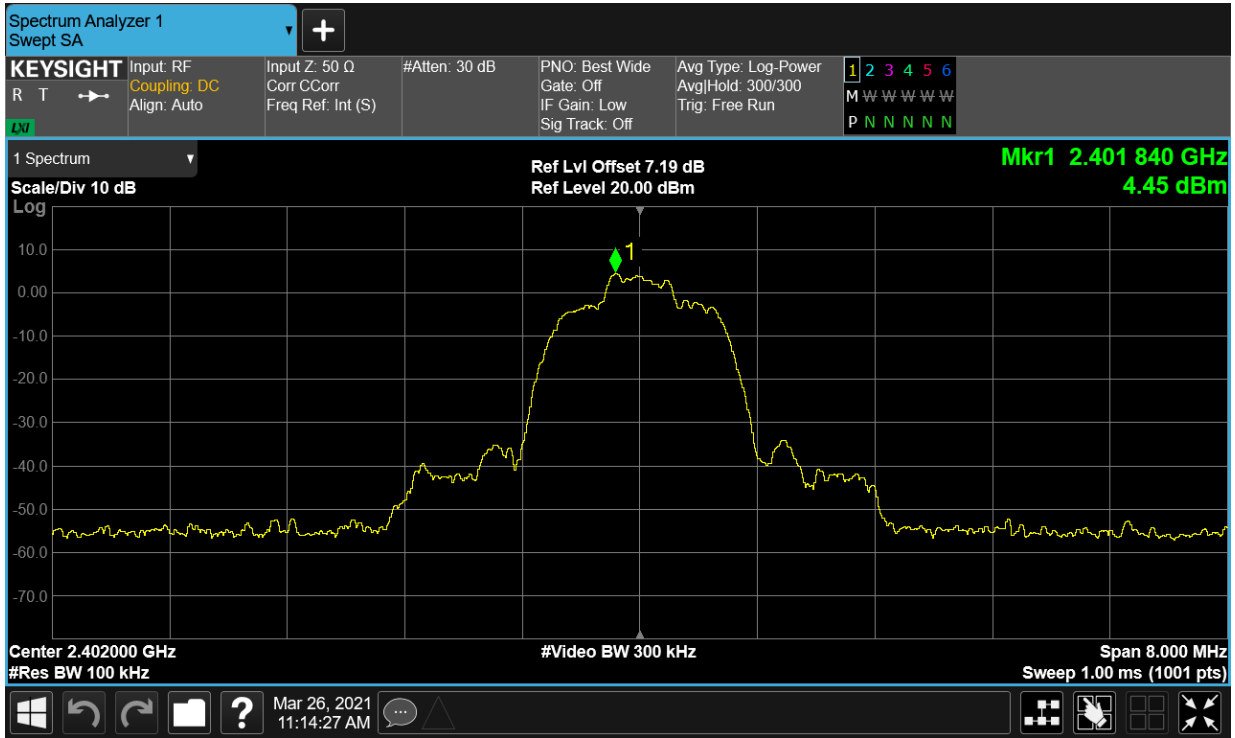 Spectrum Analyzer 1
Swept SA
KEYSIGHT
R T
LXI
Input: RF
Coupling: DC
Align: Auto
Input Z: 50 Ω
Corr CCorr
Freq Ref: Int (S)
#Atten: 30 dB
PNO: Best Wide
Gate: Off
IF Gain: Low
Sig Track: Off
Avg Type: Log-Power
Avg|Hold: 300/300
Trig: Free Run
1 2 3 4 5 6
M W W W W W
P N N N N N
1 Spectrum
Scale/Div 10 dB
Log
Ref Lvl Offset 7.19 dB
Ref Level 20.00 dBm
Mkr1 2.401 840 GHz
4.45 dBm
1
10.0
0.00
-10.0
-20.0
-30.0
-40.0
-50.0
-60.0
-70.0
Center 2.402000 GHz
#Res BW 100 kHz
#Video BW 300 kHz
Span 8.000 MHz
Sweep 1.00 ms (1001 pts)
?
Mar 26, 2021
11:14:27 AM